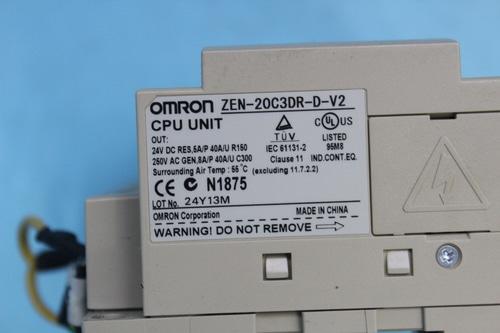 OMRON ZEN-20C3DR-D-V2
CPU UNIT
OUT:
24V DC RES,5A/P 40A/U R150
250V AC GEN,8A/P 40A/U C300
Surrounding Air Temp : 55°C
TÜV
IEC 61131-2
Clause 11
(excluding 11.7.2.2)
c UL US
LISTED
95M8
IND.CONT.EQ.
CE N1875
LOT No. 24Y13M
OMRON Corporation MADE IN CHINA
WARNING! DO NOT REMOVE